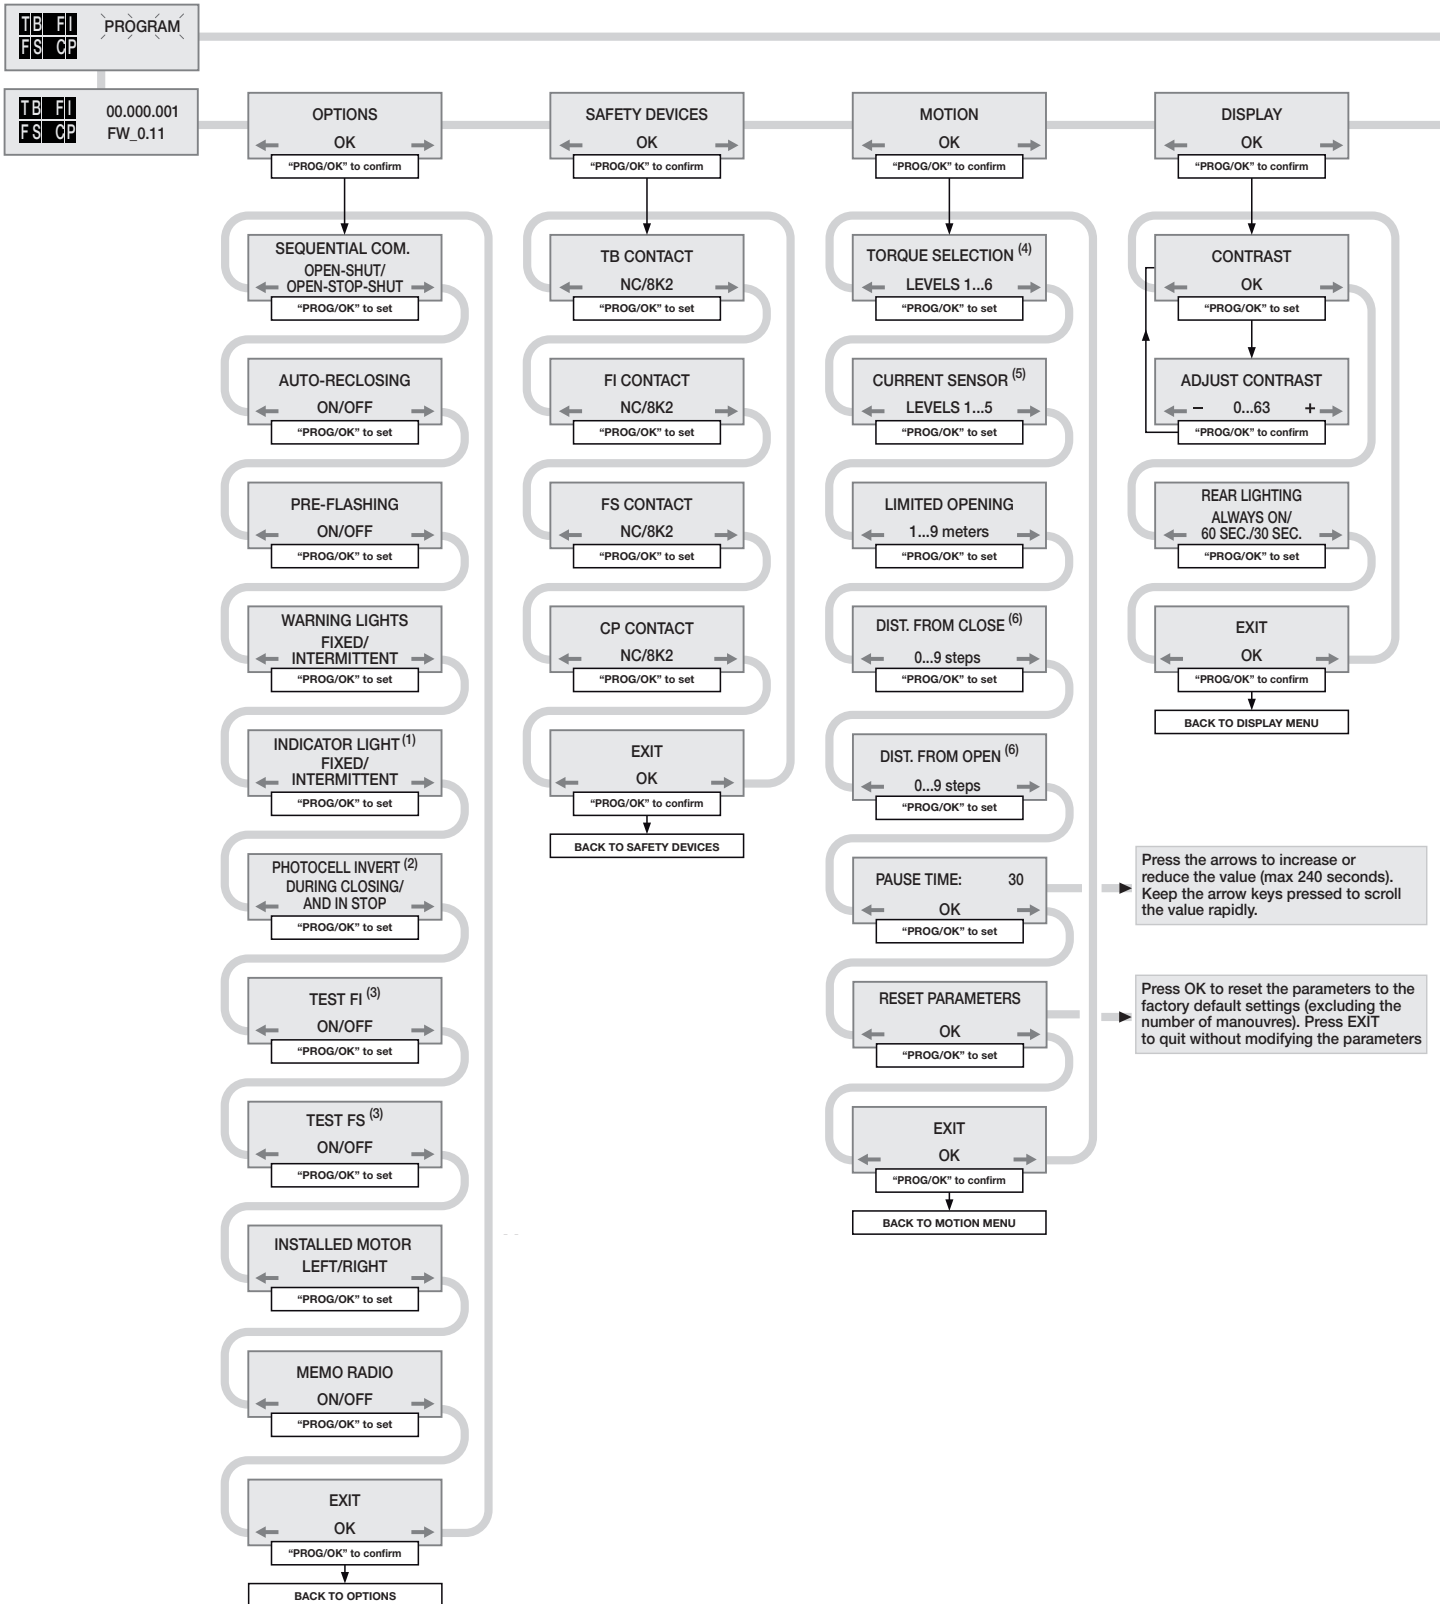 TB FI
FS CP
PROGRAM
TB FI
FS CP
00.000.001
FW_0.11
OPTIONS
OK
“PROG/OK” to confirm
SEQUENTIAL COM.
OPEN-SHUT/
OPEN-STOP-SHUT
“PROG/OK” to set
AUTO-RECLOSING
ON/OFF
“PROG/OK” to set
PRE-FLASHING
ON/OFF
“PROG/OK” to set
WARNING LIGHTS
FIXED/
INTERMITTENT
“PROG/OK” to set
INDICATOR LIGHT (1)
FIXED/
INTERMITTENT
“PROG/OK” to set
PHOTOCELL INVERT (2)
DURING CLOSING/
AND IN STOP
“PROG/OK” to set
TEST FI (3)
ON/OFF
“PROG/OK” to set
TEST FS (3)
ON/OFF
“PROG/OK” to set
INSTALLED MOTOR
LEFT/RIGHT
“PROG/OK” to set
MEMO RADIO
ON/OFF
“PROG/OK” to set
EXIT
OK
“PROG/OK” to confirm
BACK TO OPTIONS
SAFETY DEVICES
OK
“PROG/OK” to confirm
TB CONTACT
NC/8K2
“PROG/OK” to set
FI CONTACT
NC/8K2
“PROG/OK” to set
FS CONTACT
NC/8K2
“PROG/OK” to set
CP CONTACT
NC/8K2
“PROG/OK” to set
EXIT
OK
“PROG/OK” to confirm
BACK TO SAFETY DEVICES
MOTION
OK
“PROG/OK” to confirm
TORQUE SELECTION (4)
LEVELS 1...6
“PROG/OK” to set
CURRENT SENSOR (5)
LEVELS 1...5
“PROG/OK” to set
LIMITED OPENING
1...9 meters
“PROG/OK” to set
DIST. FROM CLOSE (6)
0...9 steps
“PROG/OK” to set
DIST. FROM OPEN (6)
0...9 steps
“PROG/OK” to set
PAUSE TIME: 30
OK
“PROG/OK” to set
RESET PARAMETERS
OK
“PROG/OK” to set
EXIT
OK
“PROG/OK” to confirm
BACK TO MOTION MENU
DISPLAY
OK
“PROG/OK” to confirm
CONTRAST
OK
“PROG/OK” to set
ADJUST CONTRAST
– 0...63 +
“PROG/OK” to confirm
REAR LIGHTING
ALWAYS ON/
60 SEC./30 SEC.
“PROG/OK” to set
EXIT
OK
“PROG/OK” to confirm
BACK TO DISPLAY MENU
Press the arrows to increase or
reduce the value (max 240 seconds).
Keep the arrow keys pressed to scroll
the value rapidly.
Press OK to reset the parameters to the
factory default settings (excluding the
number of manouvres). Press EXIT
to quit without modifying the parameters